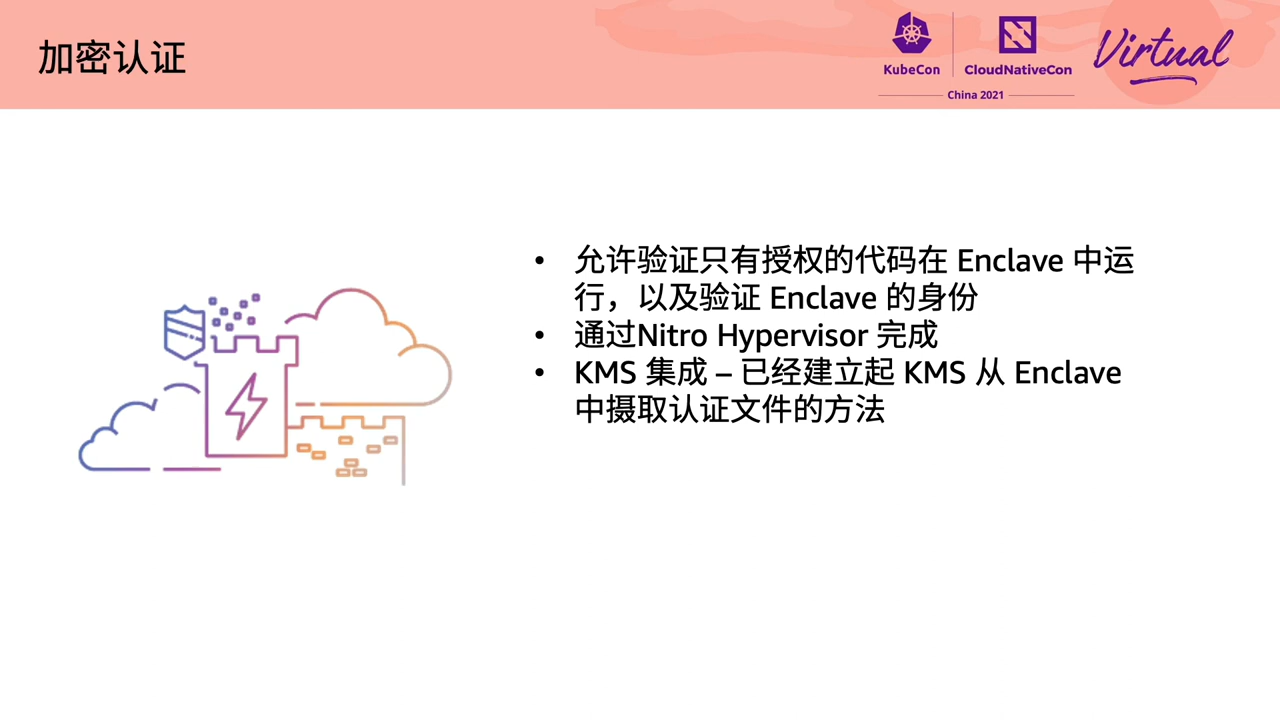 加密认证
KubeCon
CloudNativeCon
China 2021
Virtual
• 允许验证只有授权的代码在 Enclave 中运
行，以及验证 Enclave 的身份
• 通过Nitro Hypervisor 完成
• KMS 集成 – 已经建立起 KMS 从 Enclave
中摄取认证文件的方法